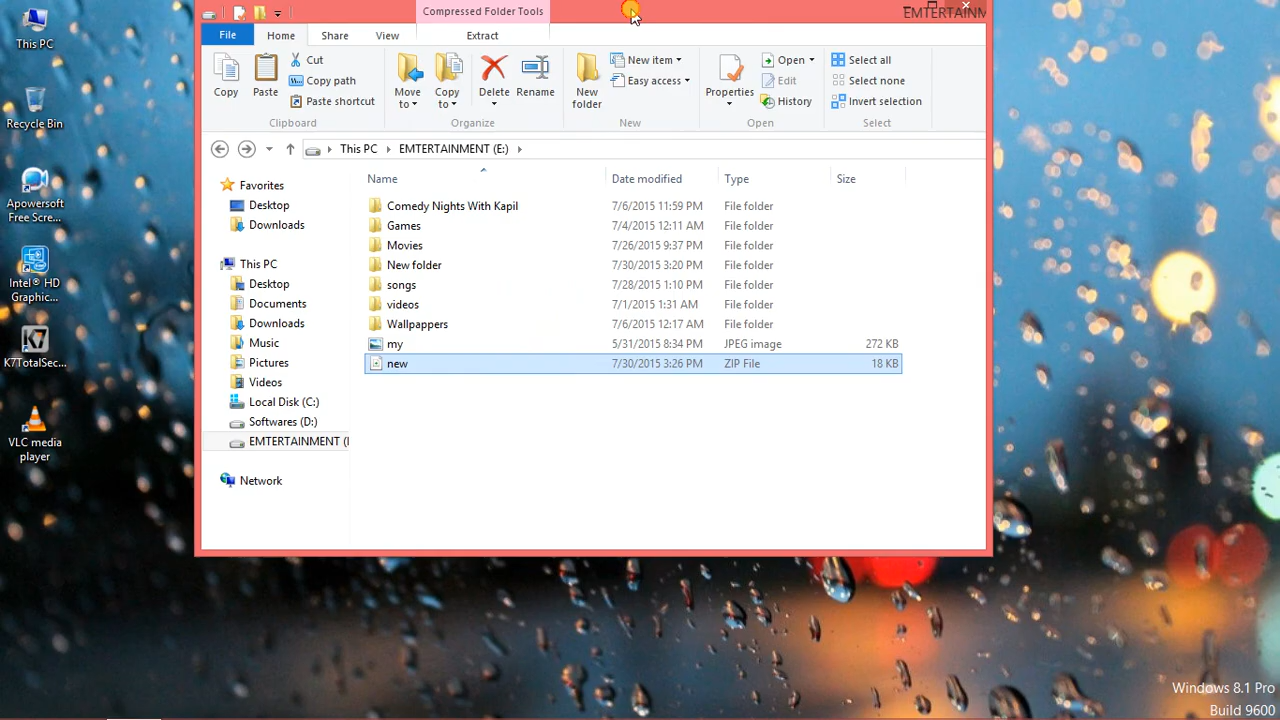 Compressed Folder Tools
EMTERTAINM
File
Home
Share
View
Extract
Copy
Paste
Cut
Copy path
Paste shortcut
Clipboard
Move to
Copy to
Delete
Rename
Organize
New folder
New item
Easy access
New
Properties
Open
Edit
History
Open
Select all
Select none
Invert selection
Select
This PC
EMTERTAINMENT (E:)
Name
Date modified
Type
Size
Comedy Nights With Kapil 7/6/2015 11:59 PM File folder
Games 7/4/2015 12:11 AM File folder
Movies 7/26/2015 9:37 PM File folder
New folder 7/30/2015 3:20 PM File folder
songs 7/28/2015 1:10 PM File folder
videos 7/1/2015 1:31 AM File folder
Wallpappers 7/6/2015 12:17 AM File folder
my 5/31/2015 8:34 PM JPEG image 272 KB
new 7/30/2015 3:26 PM ZIP File 18 KB
Favorites
Desktop
Downloads
This PC
Desktop
Documents
Downloads
Music
Pictures
Videos
Local Disk (C:)
Softwares (D:)
EMTERTAINMENT (
Network
This PC
Recycle Bin
Apowersoft
Free Scre...
Intel® HD
Graphic...
K7TotalSec...
VLC media
player
Windows 8.1 Pro
Build 9600